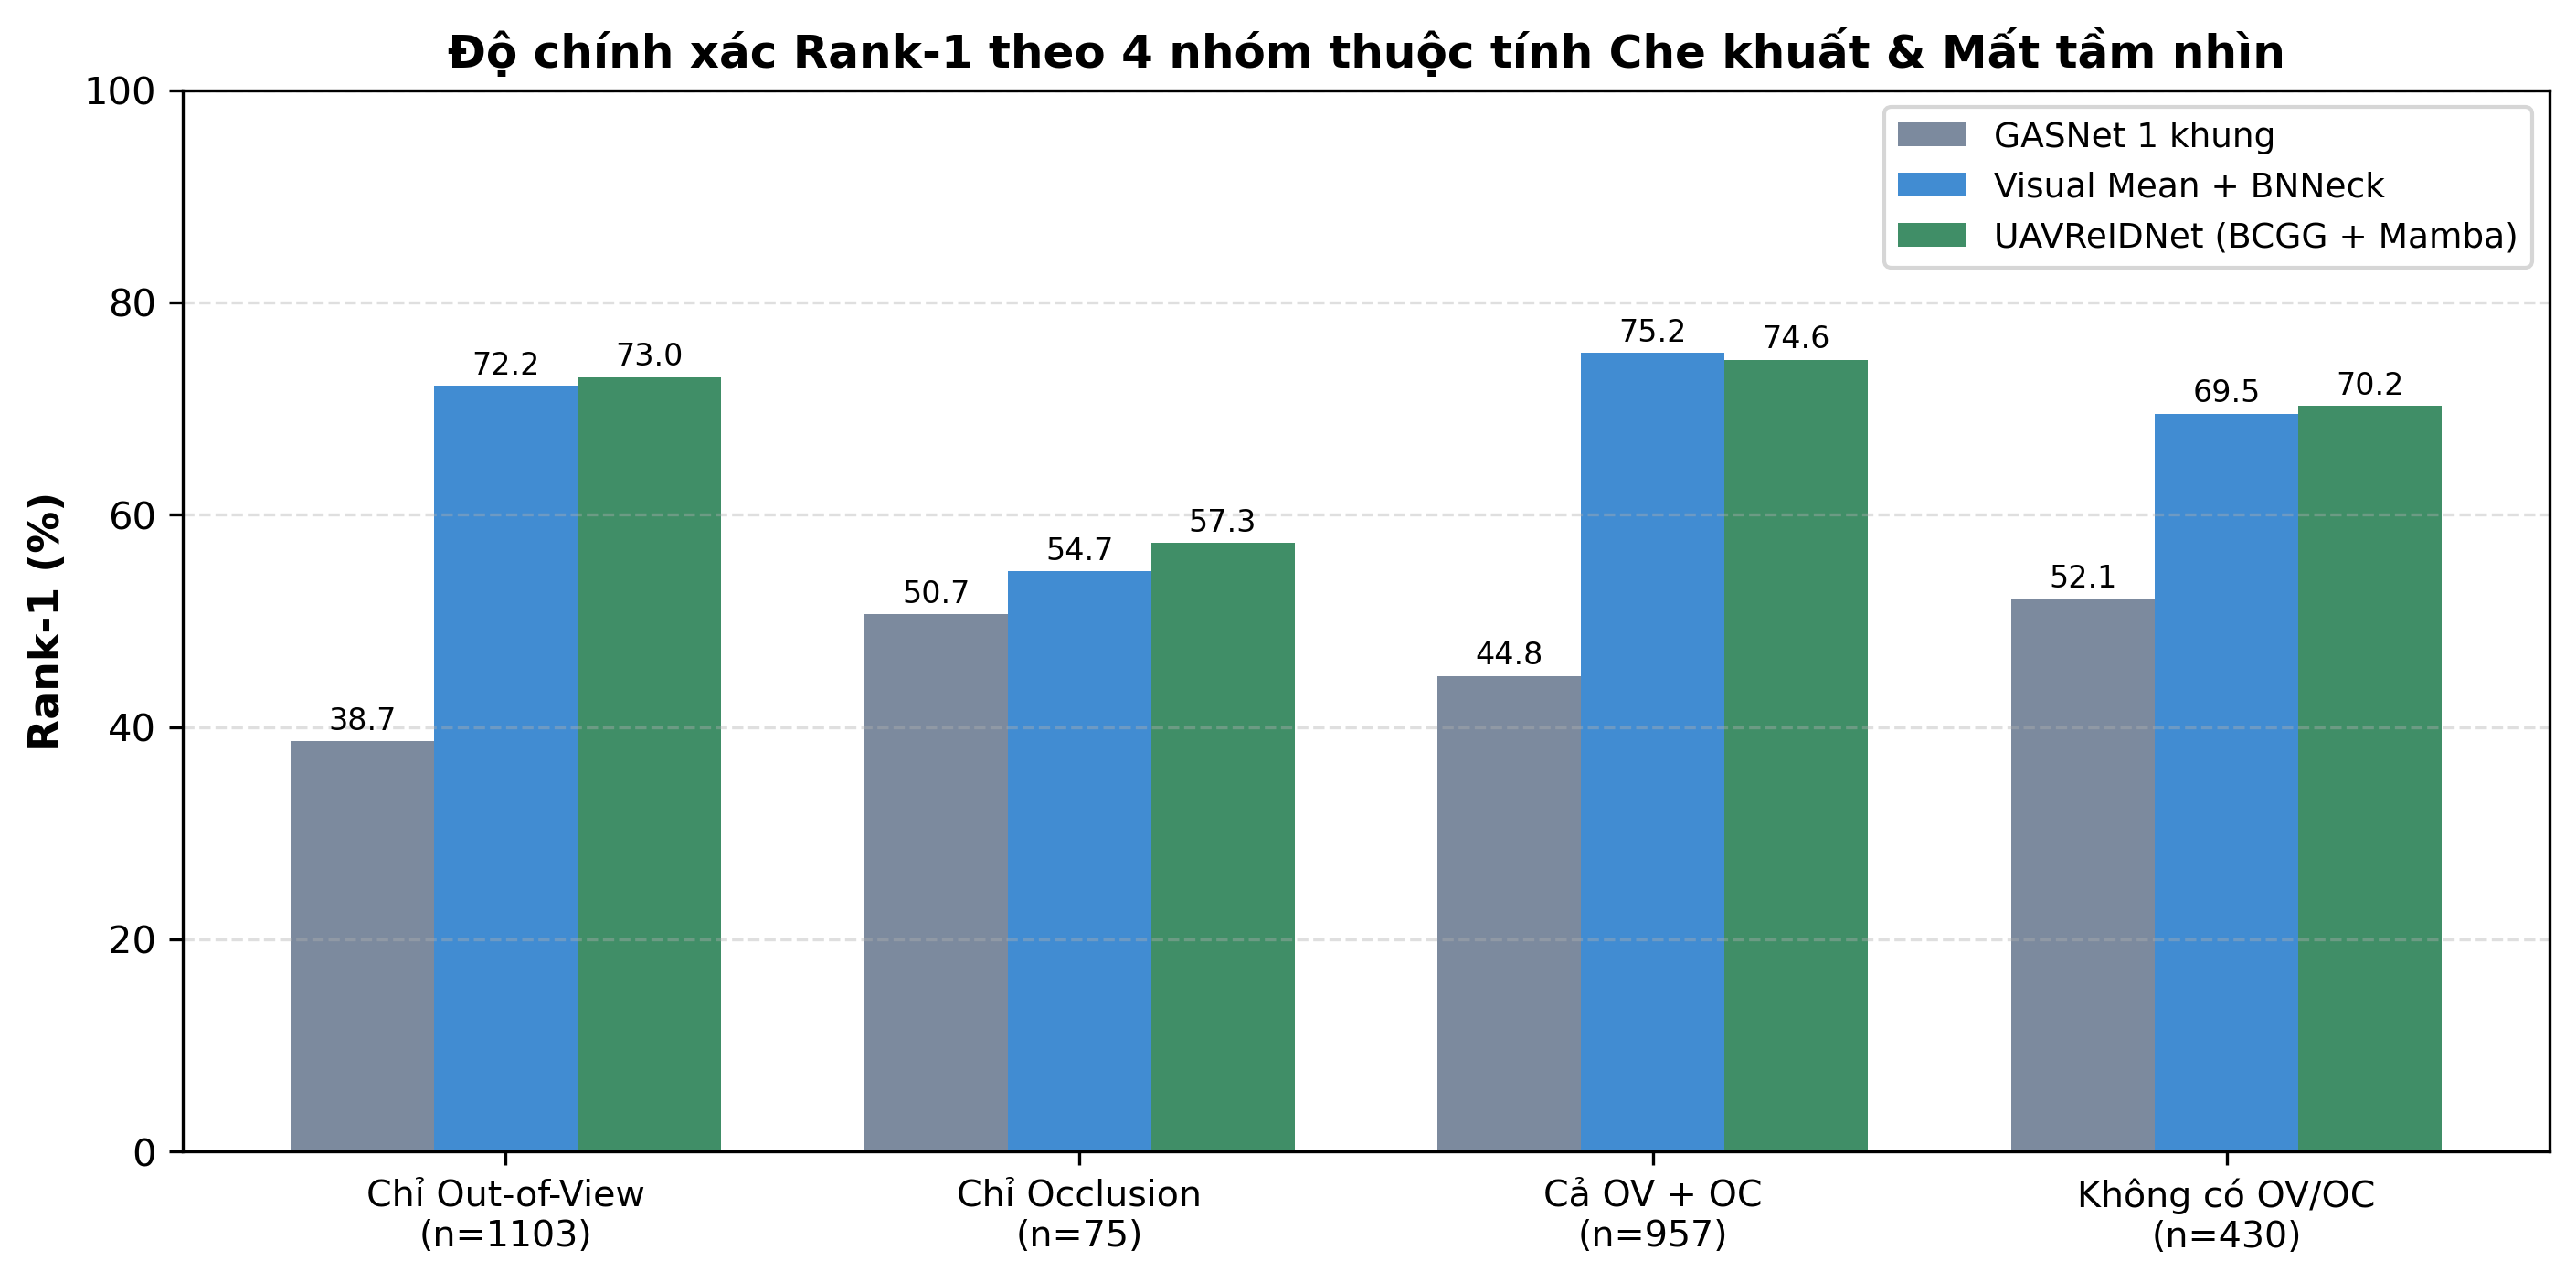 Độ chính xác Rank-1 theo 4 nhóm thuộc tính Che khuất & Mất tầm nhìn
Rank-1 (%)
100
80
60
40
20
0
GASNet 1 khung
Visual Mean + BNNeck
UAVReIDNet (BCGG + Mamba)
38.7
72.2
73.0
50.7
54.7
57.3
44.8
75.2
74.6
52.1
69.5
70.2
Chỉ Out-of-View
(n=1103)
Chỉ Occlusion
(n=75)
Cả OV + OC
(n=957)
Không có OV/OC
(n=430)